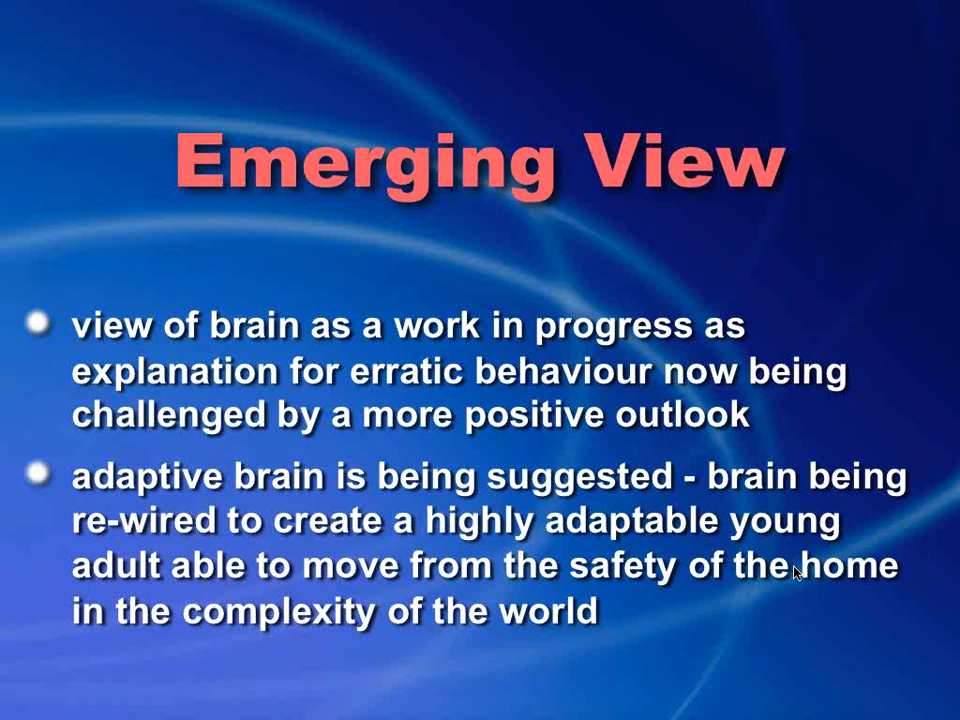 Emerging View
view of brain as a work in progress as
explanation for erratic behaviour now being
challenged by a more positive outlook
adaptive brain is being suggested - brain being
re-wired to create a highly adaptable young
adult able to move from the safety of the home
in the complexity of the world